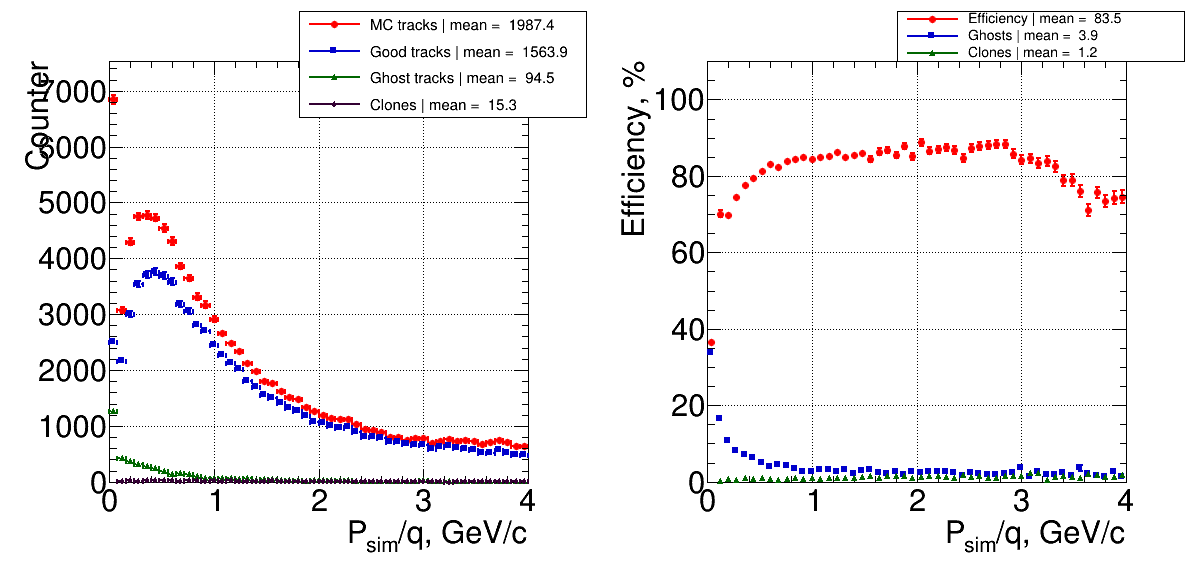 MC tracks | mean = 1987.4
Good tracks | mean = 1563.9
Ghost tracks | mean = 94.5
Clones | mean = 15.3
Counter
7000
6000
5000
4000
3000
2000
1000
0
0 1 2 3 4
Psim/q, GeV/c
Efficiency | mean = 83.5
Ghosts | mean = 3.9
Clones | mean = 1.2
Efficiency, %
100
80
60
40
20
0
0 1 2 3 4
Psim/q, GeV/c